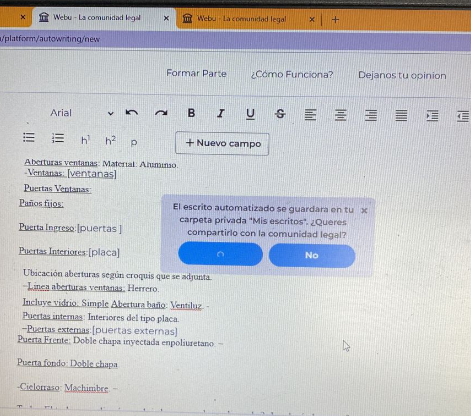 Webu - La comunidad legal
Webu - La comunidad legal
/platform/autowriting/new
Formar Parte
¿Cómo Funciona?
Dejanos tu opinion
Arial
B I U S
h1 h2 p
+ Nuevo campo
Aberturas ventanas: Material: Aluminio.
-Ventanas: [ventanas]
Puertas Ventanas:
Paños fijos:
El escrito automatizado se guardara en tu
carpeta privada "Mis escritos". ¿Queres
compartirlo con la comunidad legal?
No
Puerta Ingreso:[puertas ]
Puertas Interiores:[placa]
Ubicación aberturas según croquis que se adjunta.
-Linea aberturas ventanas: Herrero.
Incluye vidrio: Simple Abertura baño: Ventiluz. -
Puertas internas: Interiores del tipo placa.
-Puertas externas:[puertas externas]
Puerta Frente: Doble chapa inyectada enpoliuretano. -
Puerta fondo: Doble chapa
-Cielorraso: Machimbre. -